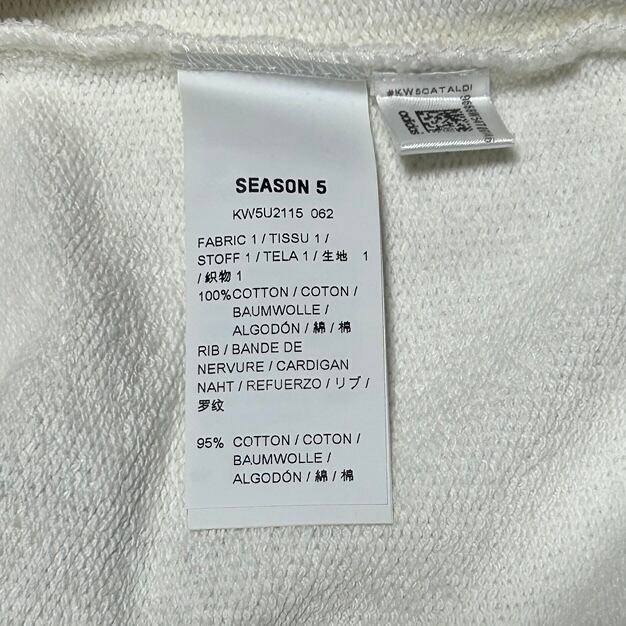 SEASON 5
KW5U2115 062
FABRIC 1 / TISSU 1 /
STOFF 1 / TELA 1 / 生地 1
/ 织物 1
100% COTTON / COTON /
BAUMWOLLE /
ALGODÓN / 綿 / 棉
RIB / BANDE DE
NERVURE / CARDIGAN
NAHT / REFUERZO / リブ /
罗纹
95% COTTON / COTON /
BAUMWOLLE /
ALGODÓN / 綿 / 棉
#KW5CATALDI
adidas